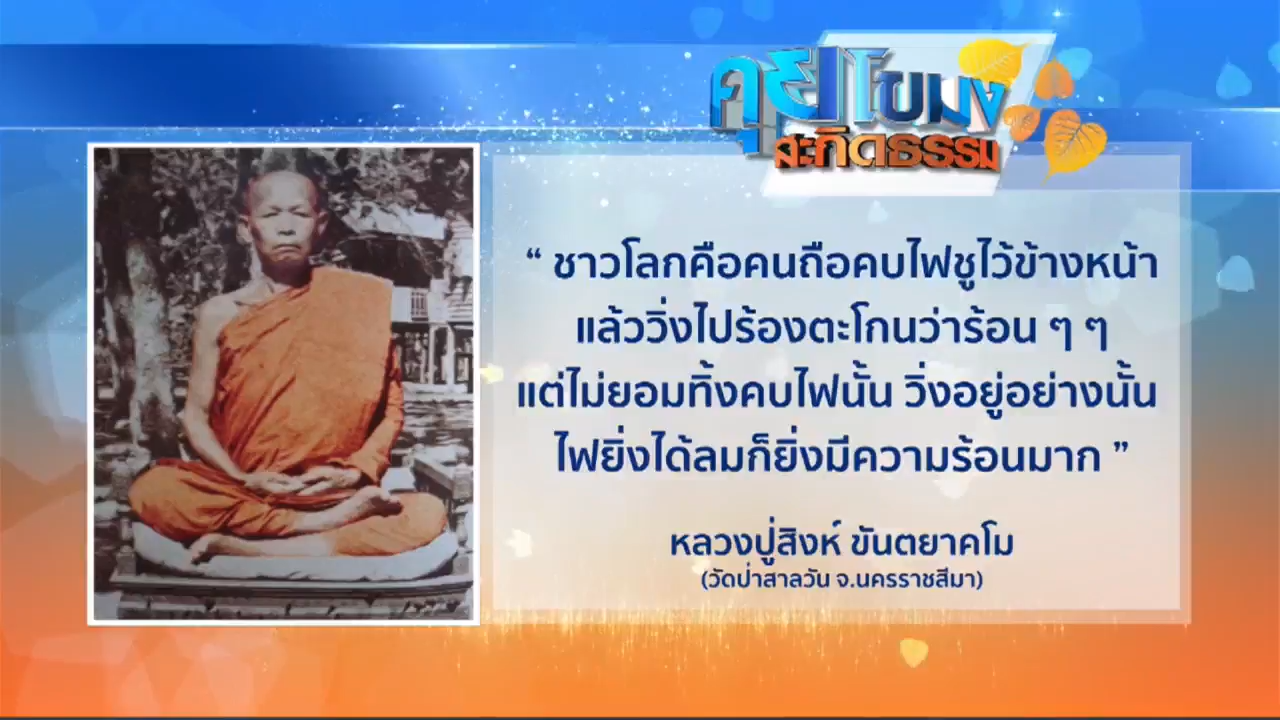 คุยโขมง
สะกิดธรรม
“ ชาวโลกคือคนถือคบไฟชูไว้ข้างหน้า
แล้ววิ่งไปร้องตะโกนว่าร้อน ๆ ๆ
แต่ไม่ยอมทิ้งคบไฟนั้น วิ่งอยู่อย่างนั้น
ไฟยิ่งได้ลมก็ยิ่งมีความร้อนมาก ”
หลวงปู่สิงห์ ขันตยาคโม
(วัดป่าสาลวัน จ.นครราชสีมา)